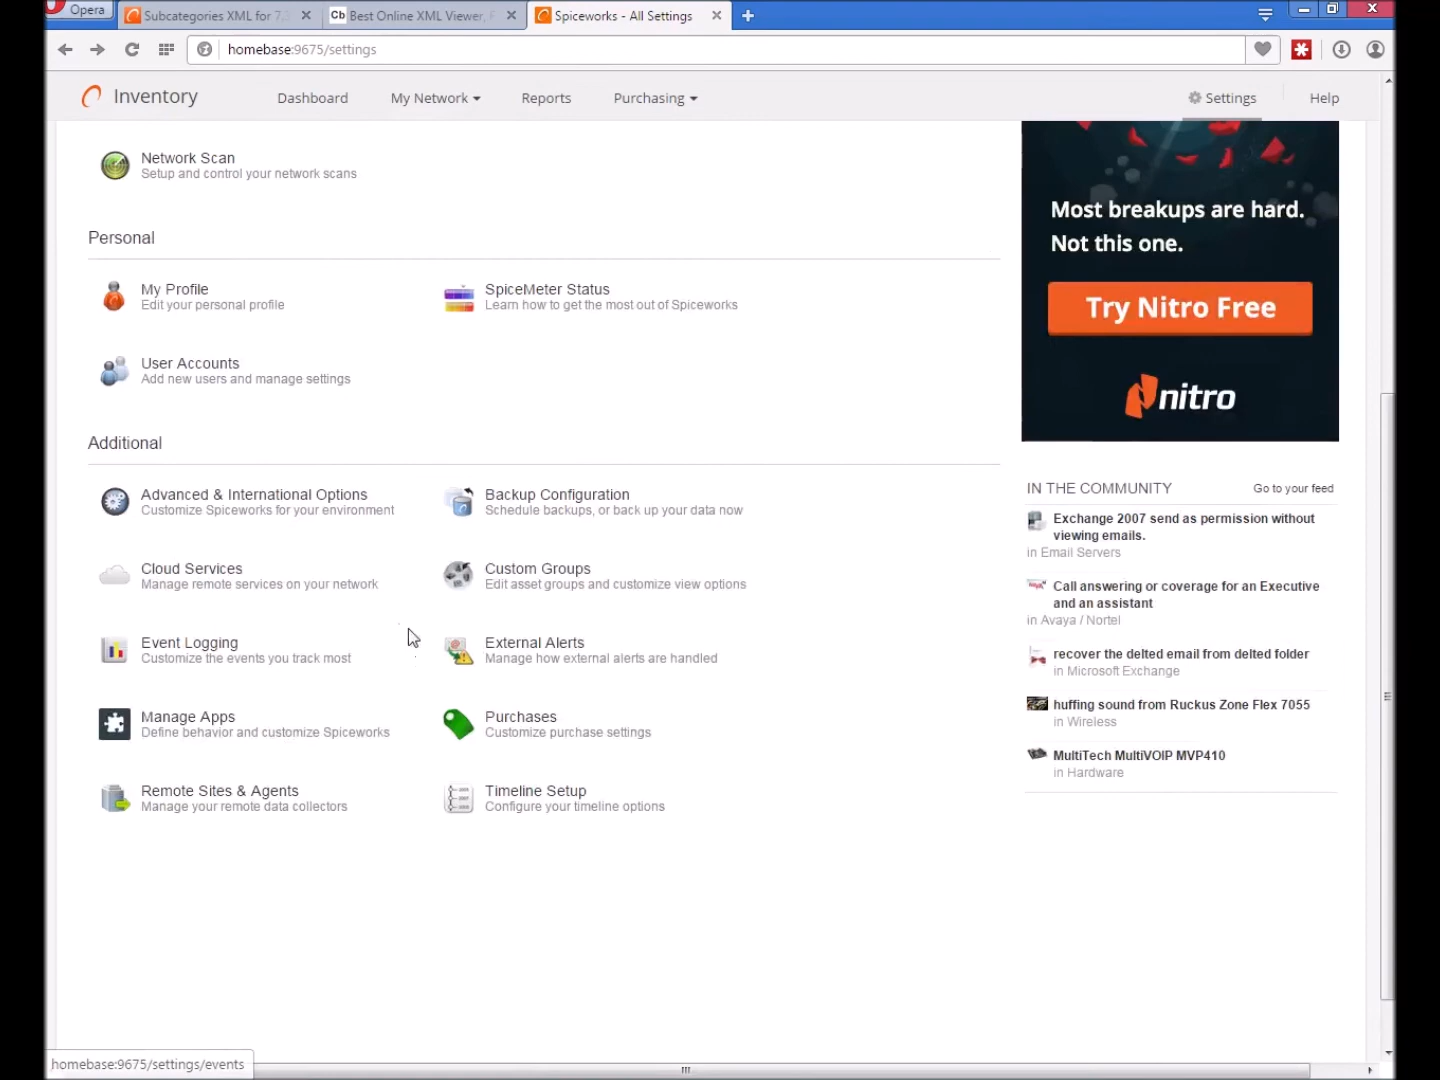 Opera
Subcategories XML for 7.
Best Online XML Viewer, F
Spiceworks - All Settings
homebase:9675/settings
Inventory
Dashboard
My Network
Reports
Purchasing
Settings
Help
Network Scan
Setup and control your network scans
Personal
My Profile
Edit your personal profile
SpiceMeter Status
Learn how to get the most out of Spiceworks
User Accounts
Add new users and manage settings
Additional
Advanced & International Options
Customize Spiceworks for your environment
Backup Configuration
Schedule backups, or back up your data now
Cloud Services
Manage remote services on your network
Custom Groups
Edit asset groups and customize view options
Event Logging
Customize the events you track most
External Alerts
Manage how external alerts are handled
Manage Apps
Define behavior and customize Spiceworks
Purchases
Customize purchase settings
Remote Sites & Agents
Manage your remote data collectors
Timeline Setup
Configure your timeline options
Most breakups are hard.
Not this one.
Try Nitro Free
nitro
IN THE COMMUNITY
Go to your feed
Exchange 2007 send as permission without
viewing emails.
in Email Servers
Call answering or coverage for an Executive
and an assistant
in Avaya / Nortel
recover the delted email from delted folder
in Microsoft Exchange
huffing sound from Ruckus Zone Flex 7055
in Wireless
MultiTech MultiVOIP MVP410
in Hardware
homebase:9675/settings/events